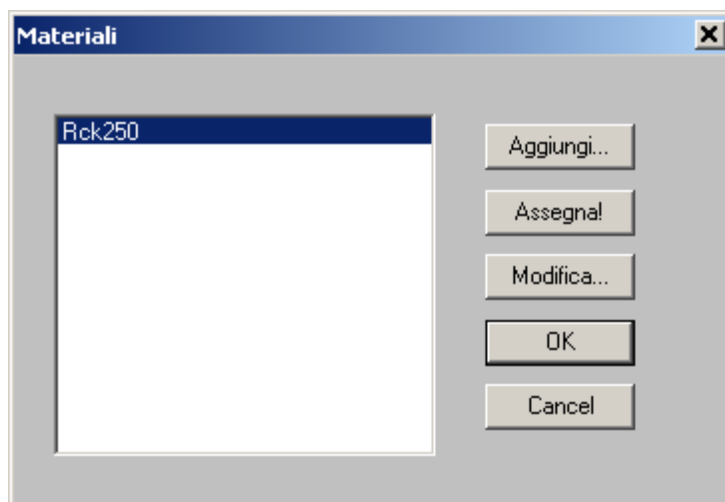 Materiali
Rck250
Aggiungi...
Assegna!
Modifica...
OK
Cancel